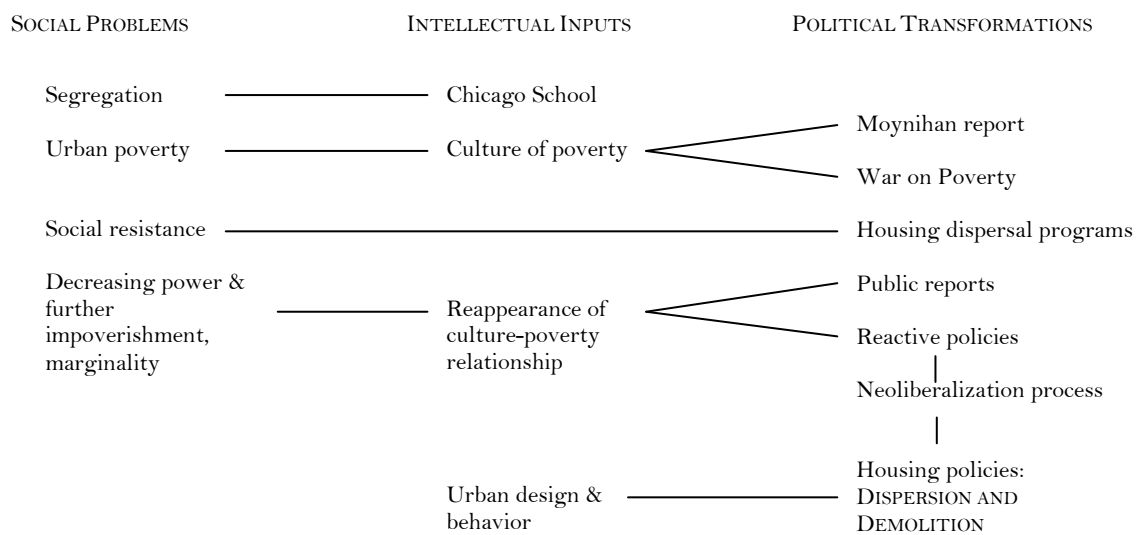 SOCIAL PROBLEMS INTELLECTUAL INPUTS POLITICAL TRANSFORMATIONS
Segregation Chicago School
Moynihan report
Urban poverty Culture of poverty
War on Poverty
Social resistance Housing dispersal programs
Decreasing power &
further
impoverishment,
marginality
Reappearance of
culture-poverty
relationship
Public reports
Reactive policies
Neoliberalization process
Urban design &
behavior
Housing policies:
DISPERSION AND
DEMOLITION